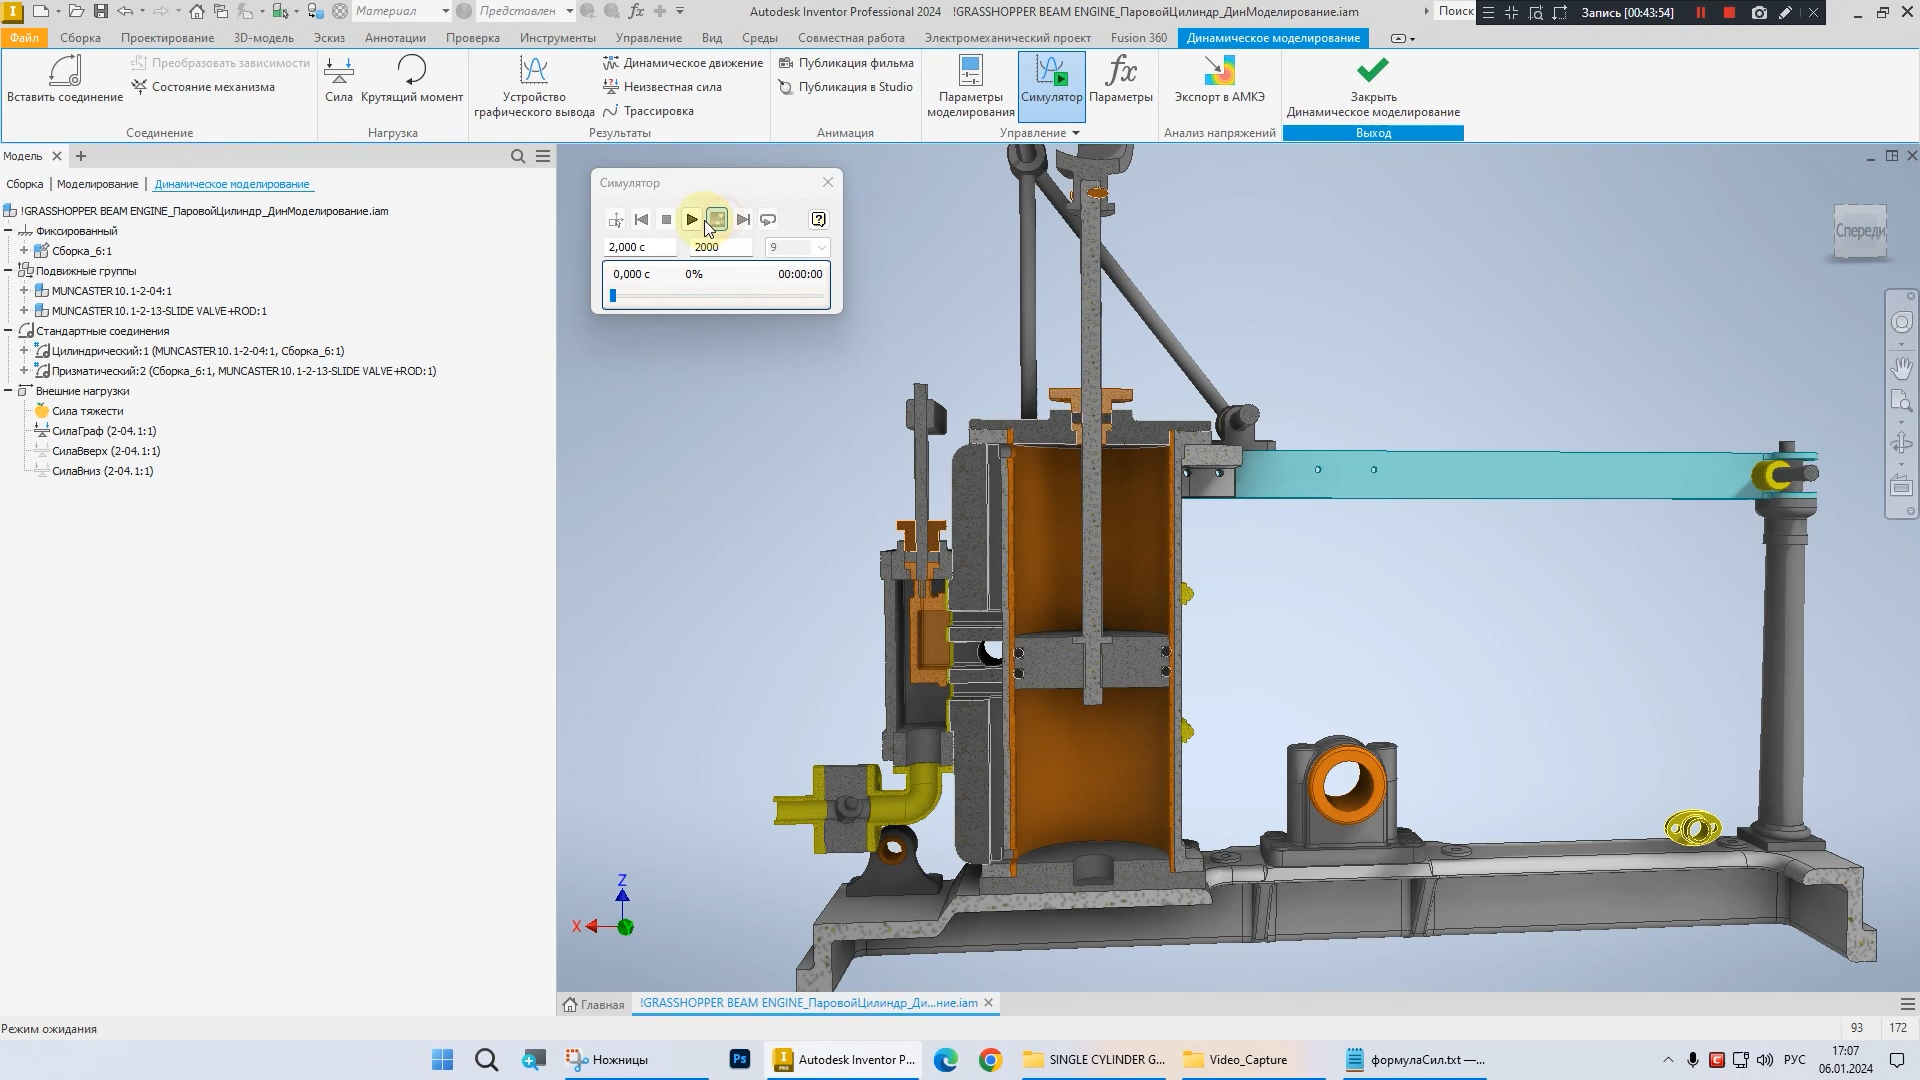 Материал
Представлен
Autodesk Inventor Professional 2024 !GRASSHOPPER BEAM ENGINE_ПаровойЦилиндр_ДинМоделирование.iam
Поиск
Запись [00:43:54]
Файл
Сборка
Проектирование
3D-модель
Эскиз
Аннотации
Проверка
Инструменты
Управление
Вид
Среды
Совместная работа
Электромеханический проект
Fusion 360
Динамическое моделирование
Вставить соединение
Преобразовать зависимости
Состояние механизма
Сила
Крутящий момент
Устройство
графического вывода
Динамическое движение
Неизвестная сила
Трассировка
Публикация фильма
Публикация в Studio
Параметры
моделирования
Симулятор
fx
Параметры
Экспорт в АМКЭ
Закрыть
Динамическое моделирование
Соединение
Нагрузка
Результаты
Анимация
Управление
Анализ напряжений
Выход
Модель
Сборка
Моделирование
Динамическое моделирование
!GRASSHOPPER BEAM ENGINE_ПаровойЦилиндр_ДинМоделирование.iam
Фиксированный
Сборка_6:1
Подвижные группы
MUNCASTER10.1-2-04:1
MUNCASTER10.1-2-13-SLIDE VALVE+ROD:1
Стандартные соединения
Цилиндрический:1 (MUNCASTER10.1-2-04:1, Сборка_6:1)
Призматический:2 (Сборка_6:1, MUNCASTER10.1-2-13-SLIDE VALVE+ROD:1)
Внешние нагрузки
Сила тяжести
СилаГраф (2-04.1:1)
СилаВверх (2-04.1:1)
СилаВниз (2-04.1:1)
Симулятор
2,000 с
2000
9
0,000 с
0%
00:00:00
Спереди
Z
X
Главная
!GRASSHOPPER BEAM ENGINE_ПаровойЦилиндр_Ди...ние.iam
Режим ожидания
93
172
Ножницы
Ps
Autodesk Inventor P...
SINGLE CYLINDER G...
Video_Capture
формулаСил.txt —...
РУС
17:07
06.01.2024